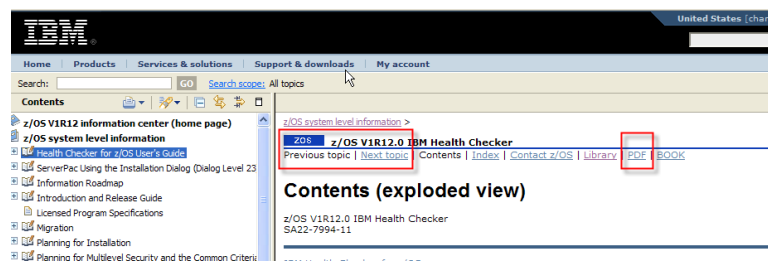 United States [chan
IBM®
Home | Products | Services & solutions | Support & downloads | My account
Search: GO Search scope: All topics
Contents
z/OS V1R12 information center (home page)
z/OS system level information
Health Checker for z/OS User's Guide
ServerPac Using the Installation Dialog (Dialog Level 23
Information Roadmap
Introduction and Release Guide
Licensed Program Specifications
Migration
Planning for Installation
Planning for Multilevel Security and the Common Criteria
z/OS system level information >
ZOS z/OS V1R12.0 IBM Health Checker
Previous topic | Next topic | Contents | Index | Contact z/OS | Library | PDF | BOOK
Contents (exploded view)
z/OS V1R12.0 IBM Health Checker
SA22-7994-11